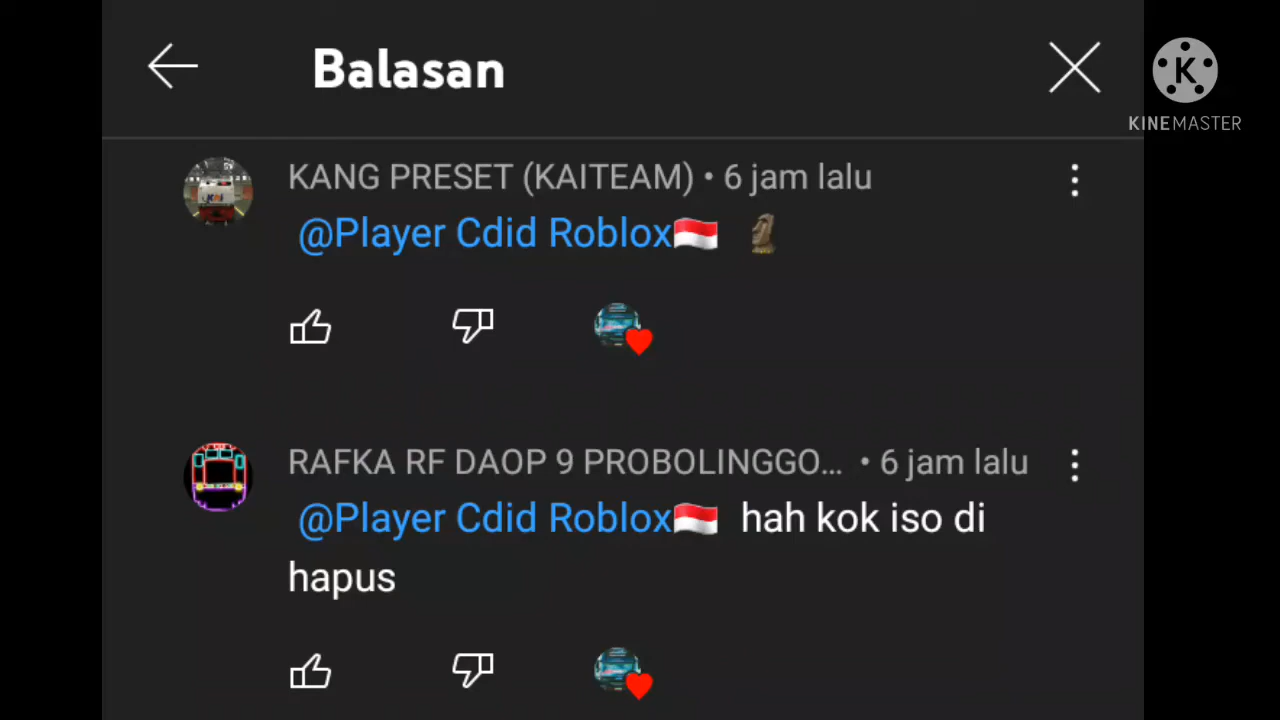 Balasan
K
KINEMASTER
KANG PRESET (KAITEAM) • 6 jam lalu
@Player Cdid Roblox🇮🇩 🗿
RAFKA RF DAOP 9 PROBOLINGGO... • 6 jam lalu
@Player Cdid Roblox🇮🇩 hah kok iso di
hapus